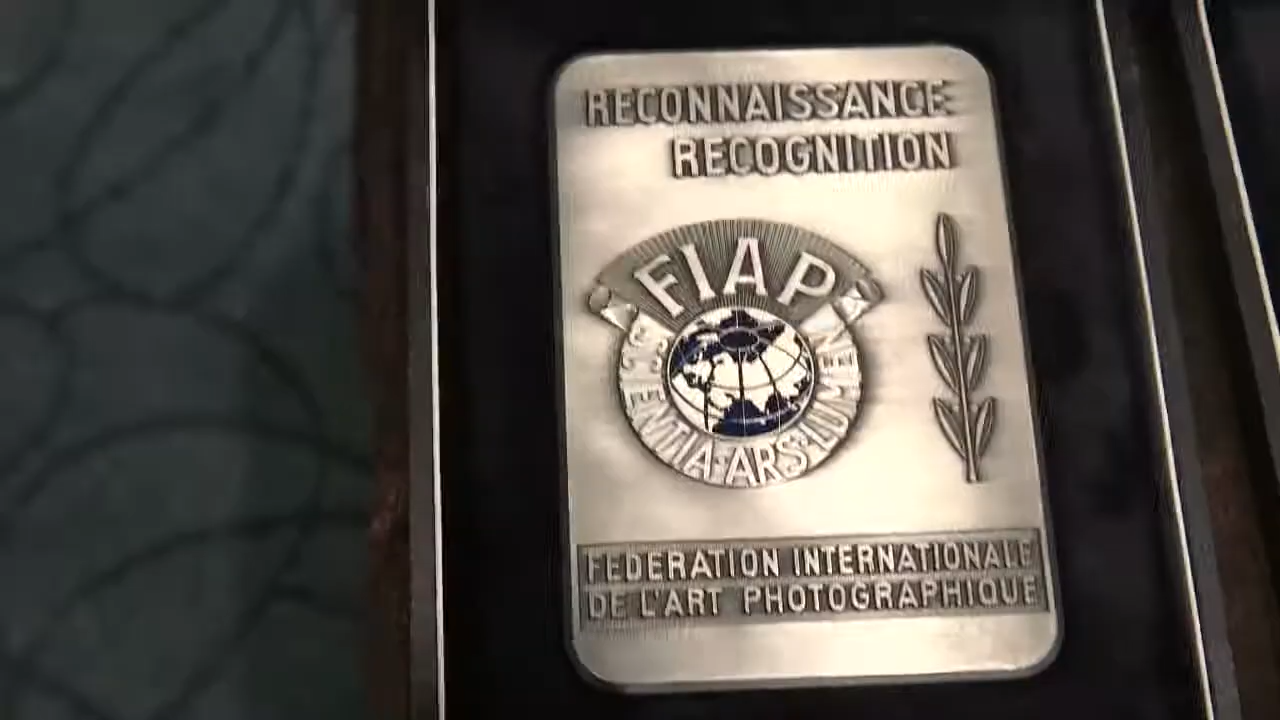 RECONNAISSANCE
RECOGNITION
FIAP
SCIENTIA·ARS·LUMEN
FEDERATION INTERNATIONALE
DE L'ART PHOTOGRAPHIQUE